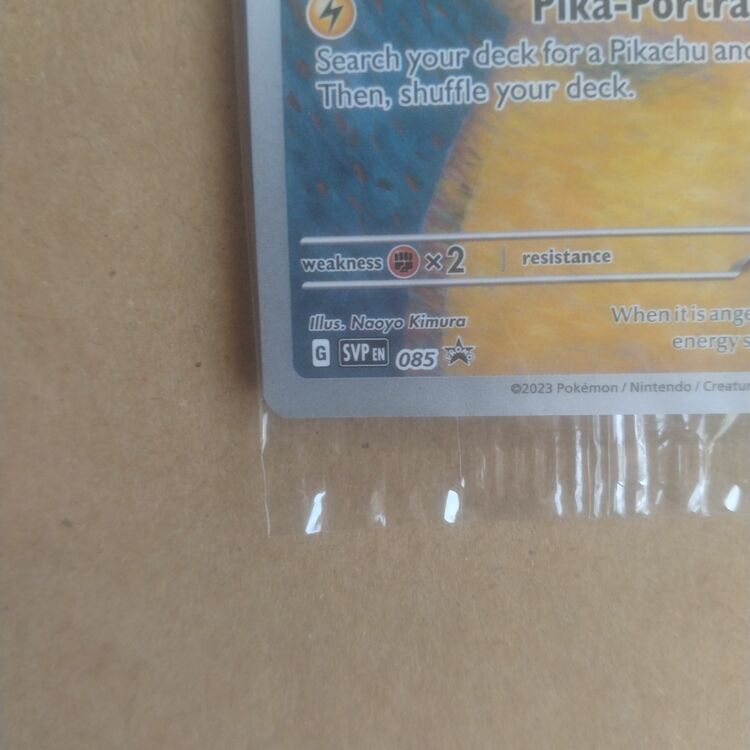 Pika-Portra
Search your deck for a Pikachu and
Then, shuffle your deck.
weakness ×2 resistance
Illus. Naoyo Kimura
When it is ange
energy s
G SVP EN 085
©2023 Pokémon / Nintendo / Creatur